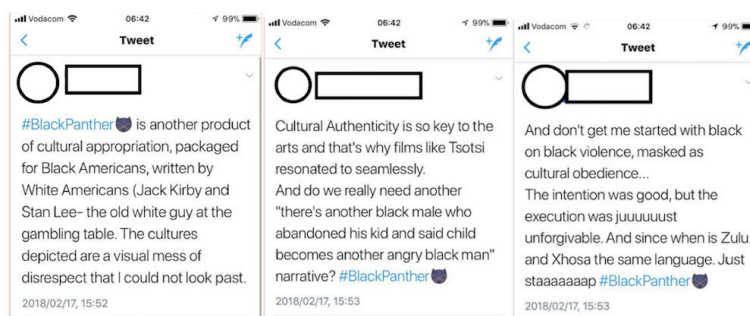 Vodacom 06:42 99%
Tweet
#BlackPanther is another product
of cultural appropriation, packaged
for Black Americans, written by
White Americans (Jack Kirby and
Stan Lee- the old white guy at the
gambling table. The cultures
depicted are a visual mess of
disrespect that I could not look past.
2018/02/17, 15:52
Vodacom 06:42 99%
Tweet
Cultural Authenticity is so key to the
arts and that's why films like Tsotsi
resonated to seamlessly.
And do we really need another
"there's another black male who
abandoned his kid and said child
becomes another angry black man"
narrative? #BlackPanther
2018/02/17, 15:53
Vodacom 06:42 99%
Tweet
And don't get me started with black
on black violence, masked as
cultural obedience...
The intention was good, but the
execution was juuuuuust
unforgivable. And since when is Zulu
and Xhosa the same language. Just
staaaaaaap #BlackPanther
2018/02/17, 15:53